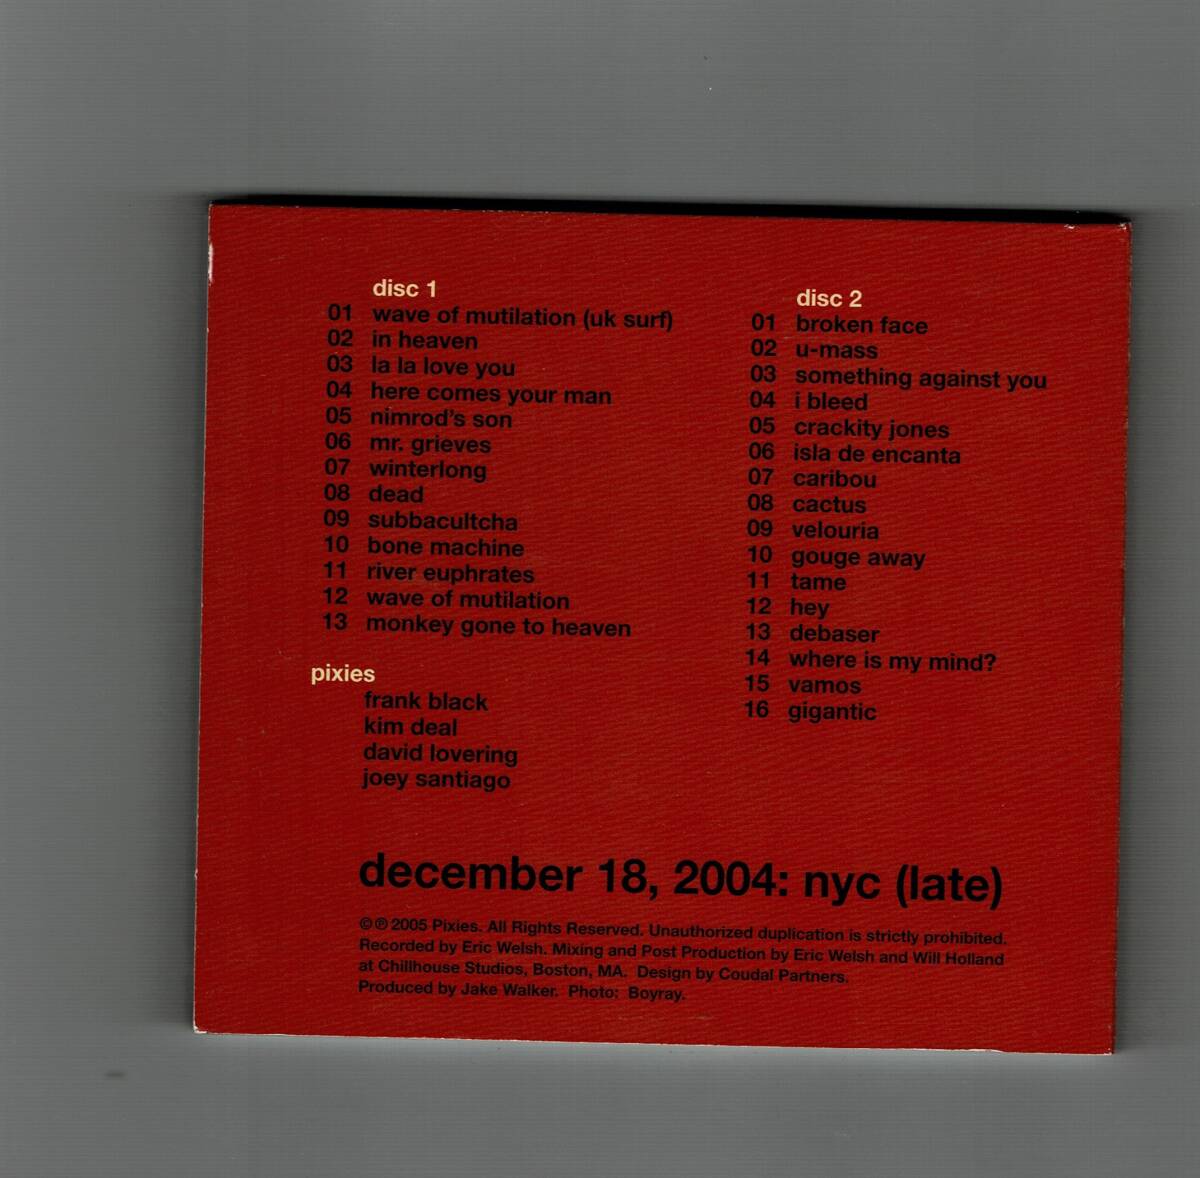 disc 1
01 wave of mutilation (uk surf)
02 in heaven
03 la la love you
04 here comes your man
05 nimrod's son
06 mr. grieves
07 winterlong
08 dead
09 subbacultcha
10 bone machine
11 river euphrates
12 wave of mutilation
13 monkey gone to heaven
pixies
frank black
kim deal
david lovering
joey santiago
disc 2
01 broken face
02 u-mass
03 something against you
04 i bleed
05 crackity jones
06 isla de encanta
07 caribou
08 cactus
09 velouria
10 gouge away
11 tame
12 hey
13 debaser
14 where is my mind?
15 vamos
16 gigantic
december 18, 2004: nyc (late)
©℗ 2005 Pixies. All Rights Reserved. Unauthorized duplication is strictly prohibited.
Recorded by Eric Welsh. Mixing and Post Production by Eric Welsh and Will Holland
at Chillhouse Studios, Boston, MA. Design by Coudal Partners.
Produced by Jake Walker. Photo: Boyray.